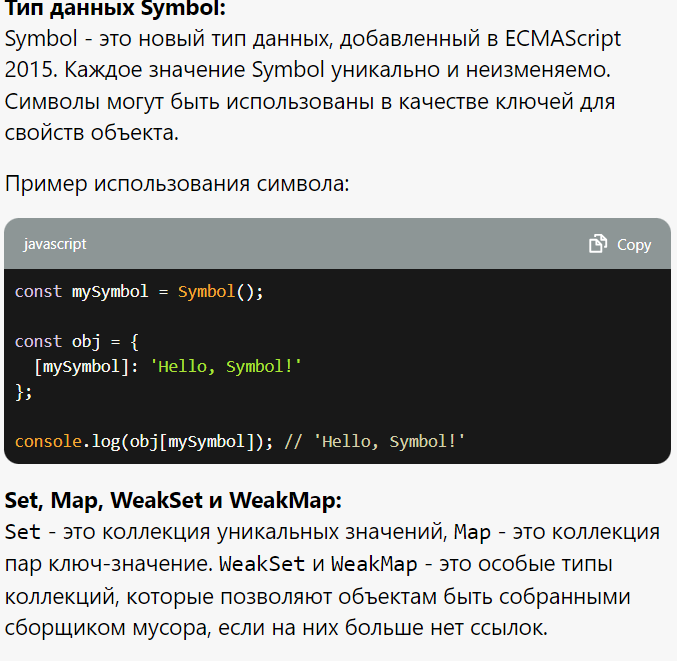 Тип данных Symbol:
Symbol - это новый тип данных, добавленный в ECMAScript
2015. Каждое значение Symbol уникально и неизменяемо.
Символы могут быть использованы в качестве ключей для
свойств объекта.
Пример использования символа:
javascript Copy
const mySymbol = Symbol();
const obj = {
  [mySymbol]: 'Hello, Symbol!'
};
console.log(obj[mySymbol]); // 'Hello, Symbol!'
Set, Map, WeakSet и WeakMap:
Set - это коллекция уникальных значений, Map - это коллекция
пар ключ-значение. WeakSet и WeakMap - это особые типы
коллекций, которые позволяют объектам быть собранными
сборщиком мусора, если на них больше нет ссылок.